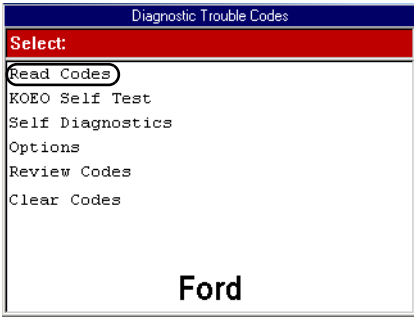 Diagnostic Trouble Codes
Select:
Read Codes
KOEO Self Test
Self Diagnostics
Options
Review Codes
Clear Codes
Ford